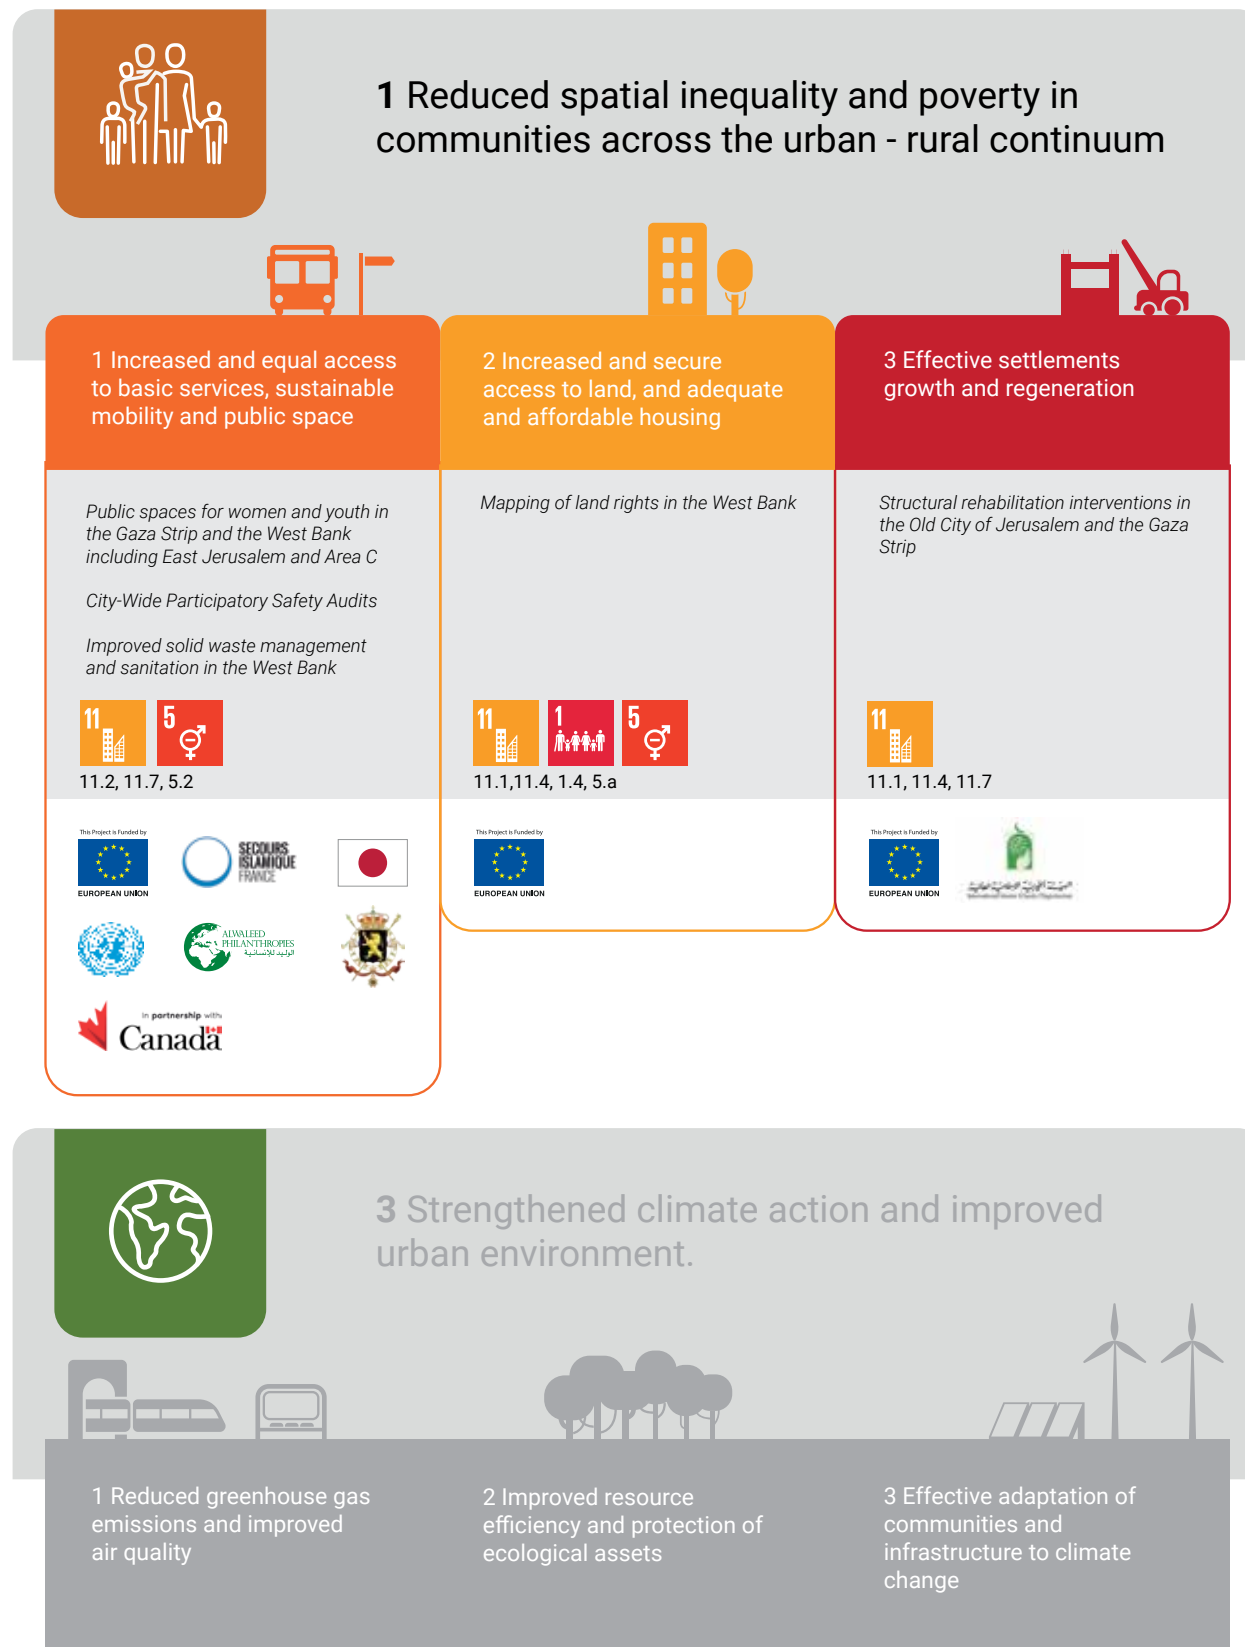 1 Reduced spatial inequality and poverty in
communities across the urban - rural continuum
1 Increased and equal access
to basic services, sustainable
mobility and public space
Public spaces for women and youth in
the Gaza Strip and the West Bank
including East Jerusalem and Area C
City-Wide Participatory Safety Audits
Improved solid waste management
and sanitation in the West Bank
11
5
11.2, 11.7, 5.2
This Project is Funded by
EUROPEAN UNION
SECOURS
ISLAMIQUE
FRANCE
ALWALEED
PHILANTHROPIES
الوليد للإنسانية
in partnership with
Canada
2 Increased and secure
access to land, and adequate
and affordable housing
Mapping of land rights in the West Bank
11
1
5
11.1,11.4, 1.4, 5.a
This Project is Funded by
EUROPEAN UNION
3 Effective settlements
growth and regeneration
Structural rehabilitation interventions in
the Old City of Jerusalem and the Gaza
Strip
11
11.1, 11.4, 11.7
This Project is Funded by
EUROPEAN UNION
3 Strengthened climate action and improved
urban environment.
1 Reduced greenhouse gas
emissions and improved
air quality
2 Improved resource
efficiency and protection of
ecological assets
3 Effective adaptation of
communities and
infrastructure to climate
change